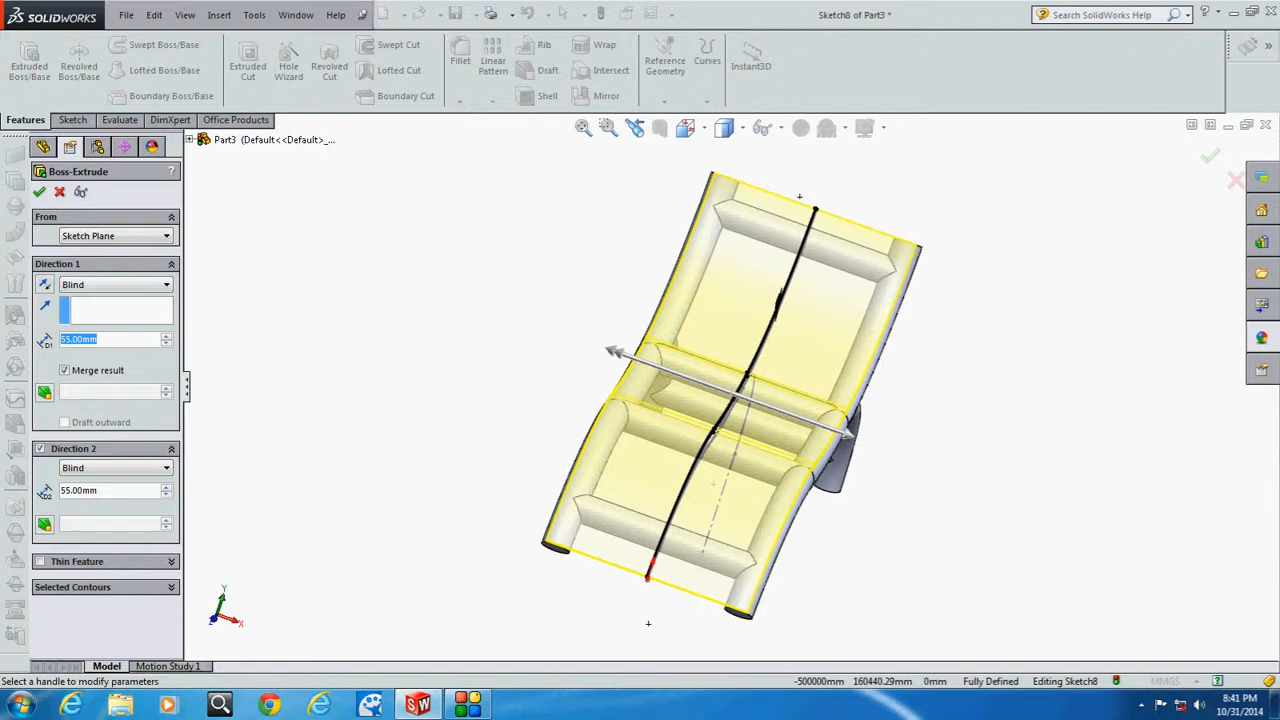 SOLIDWORKS File Edit View Insert Tools Window Help Sketch8 of Part3 * Search SolidWorks Help
Extruded Boss/Base Revolved Boss/Base Swept Boss/Base Lofted Boss/Base Boundary Boss/Base Extruded Cut Hole Wizard Revolved Cut Swept Cut Lofted Cut Boundary Cut Fillet Linear Pattern Rib Draft Shell Wrap Intersect Mirror Reference Geometry Curves Instant3D
Features Sketch Evaluate DimXpert Office Products
Part3 (Default<<Default>_...
Boss-Extrude ?
From
Sketch Plane
Direction 1
Blind
D1 55.00mm
Merge result
Draft outward
Direction 2
Blind
D2 55.00mm
Thin Feature
Selected Contours
Y
Z X
Model Motion Study 1
Select a handle to modify parameters -500000mm 160440.29mm 0mm Fully Defined Editing Sketch8 MMGS
8:41 PM
10/31/2014